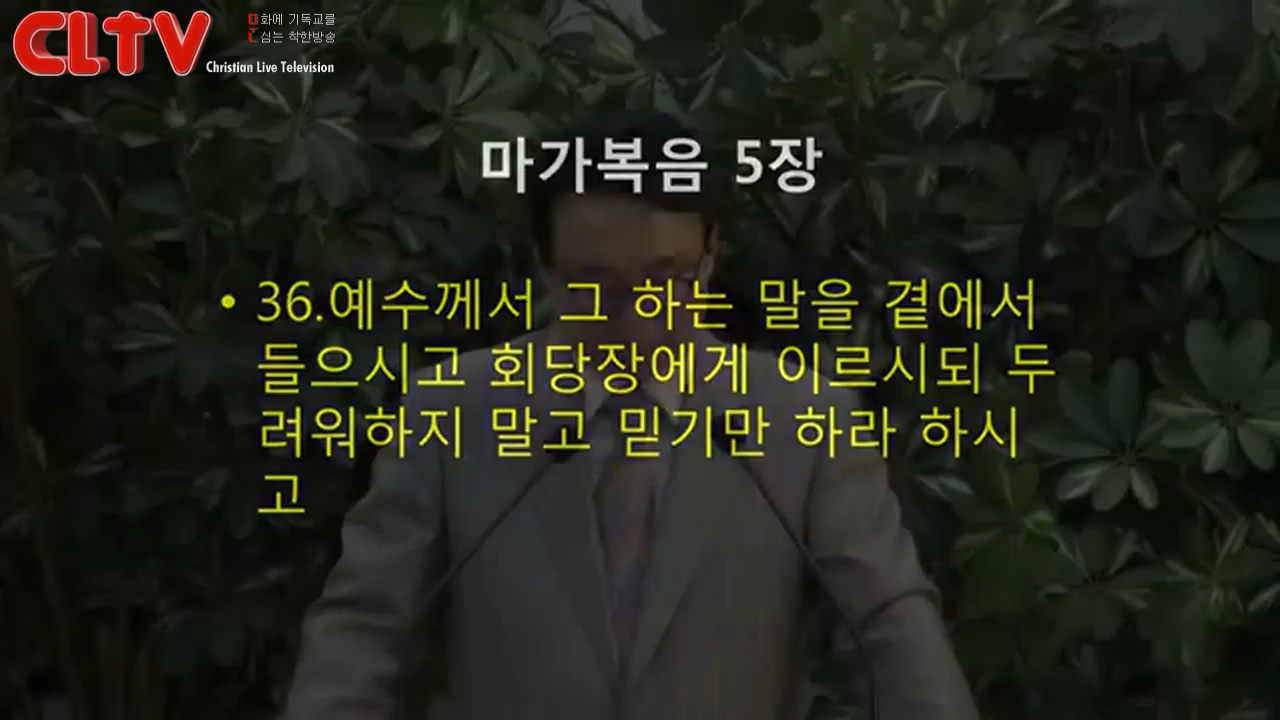 CLTV
문화에 기독교를
심는 착한방송
Christian Live Television
마가복음 5장
• 36.예수께서 그 하는 말을 곁에서
들으시고 회당장에게 이르시되 두
려워하지 말고 믿기만 하라 하시
고